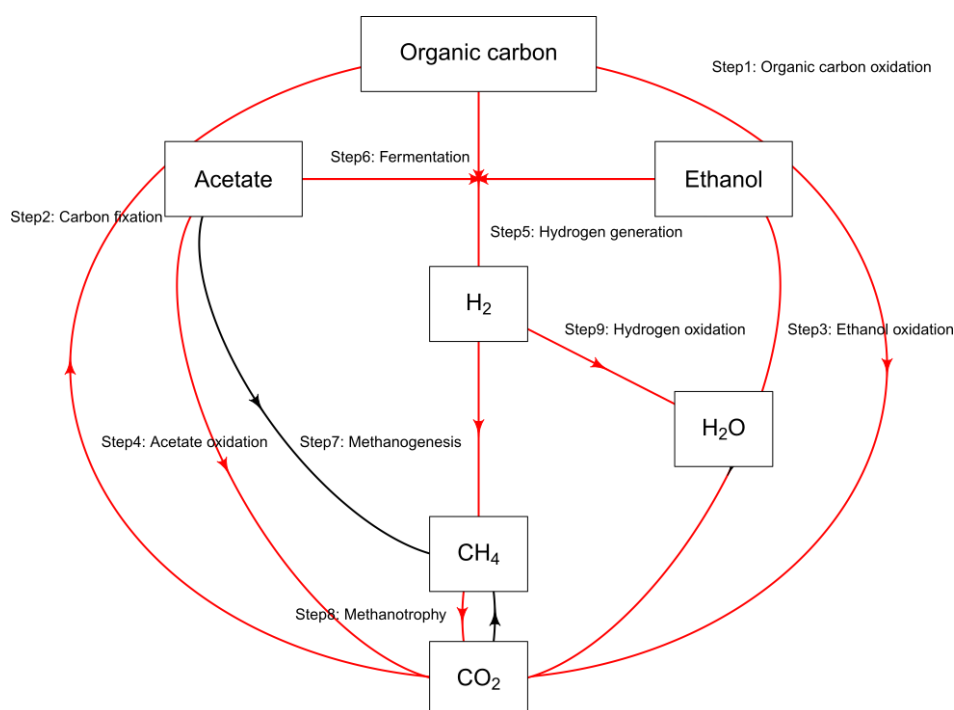 Organic carbon
Step1: Organic carbon oxidation
Step6: Fermentation
Acetate
Ethanol
Step2: Carbon fixation
Step5: Hydrogen generation
H₂
Step9: Hydrogen oxidation
Step3: Ethanol oxidation
H₂O
Step4: Acetate oxidation
Step7: Methanogenesis
CH₄
Step8: Methanotrophy
CO₂